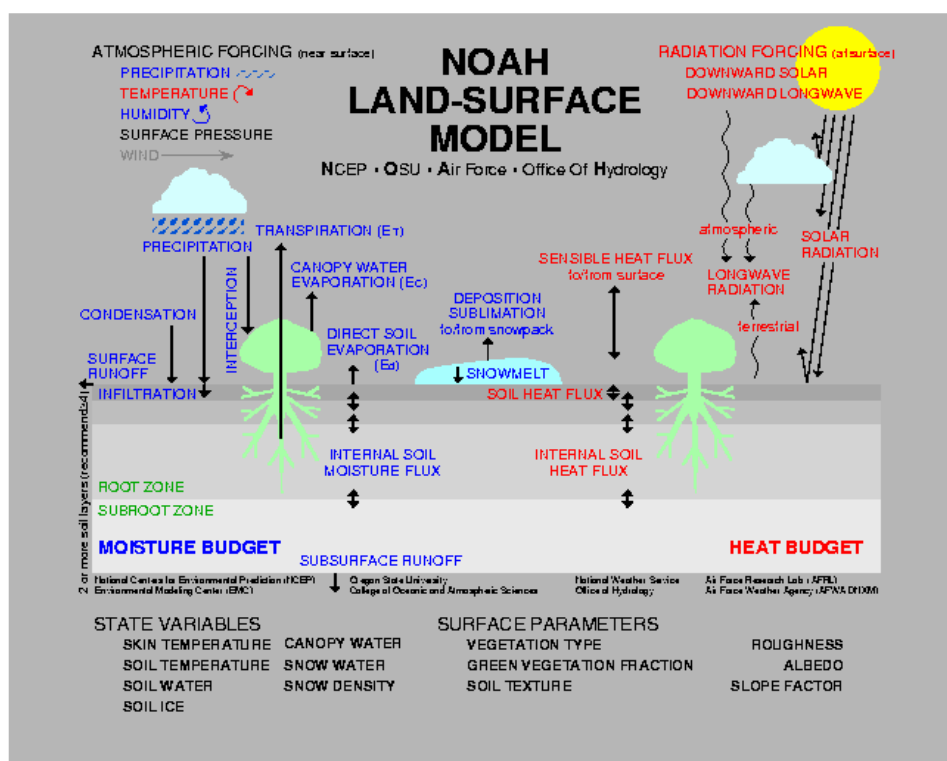 ATMOSPHERIC FORCING (near surface)
PRECIPITATION
TEMPERATURE
HUMIDITY
SURFACE PRESSURE
WIND
NOAH
LAND-SURFACE
MODEL
NCEP · OSU · Air Force · Office Of Hydrology
RADIATION FORCING (at surface)
DOWNWARD SOLAR
DOWNWARD LONGWAVE
PRECIPITATION
TRANSPIRATION (ET)
CANOPY WATER
EVAPORATION (EC)
INTERCEPTION
CONDENSATION
DIRECT SOIL
EVAPORATION
(Ed)
SURFACE
RUNOFF
INFILTRATION
DEPOSITION
SUBLIMATION
to/from snowpack
SNOWMELT
SENSIBLE HEAT FLUX
to/from surface
SOIL HEAT FLUX
atmospheric
LONGWAVE
RADIATION
terrestrial
SOLAR
RADIATION
INTERNAL SOIL
MOISTURE FLUX
INTERNAL SOIL
HEAT FLUX
2 or more soil layers (recommend≥4)
ROOT ZONE
SUBROOT ZONE
MOISTURE BUDGET
HEAT BUDGET
SUBSURFACE RUNOFF
National Centers for Environmental Prediction (NCEP)
Environmental Modeling Center (EMC)
Oregon State University
College of Oceanic and Atmospheric Sciences
National Weather Service
Office of Hydrology
Air Force Research Lab (AFRL)
Air Force Weather Agency (AFWA DNXM)
STATE VARIABLES
SKIN TEMPERATURE
SOIL TEMPERATURE
SOIL WATER
SOIL ICE
CANOPY WATER
SNOW WATER
SNOW DENSITY
SURFACE PARAMETERS
VEGETATION TYPE
GREEN VEGETATION FRACTION
SOIL TEXTURE
ROUGHNESS
ALBEDO
SLOPE FACTOR